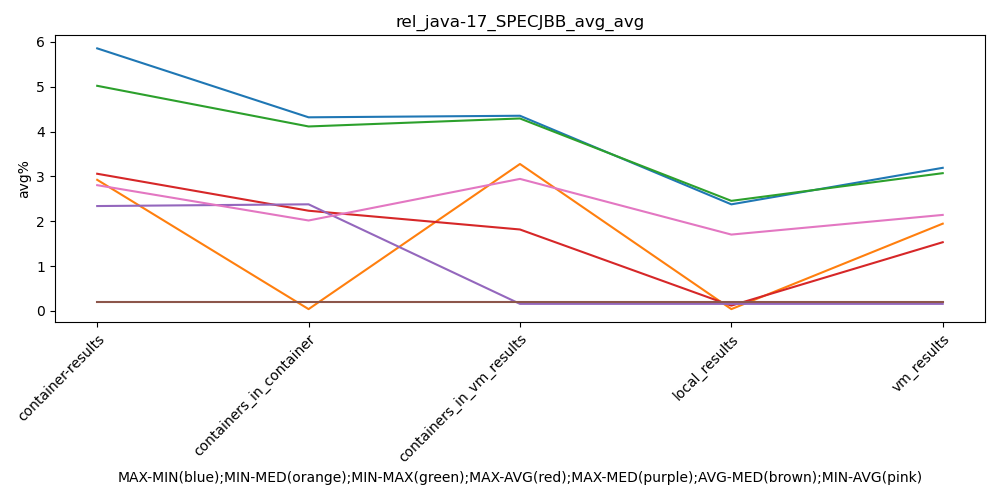 rel_java-17_SPECJBB_avg_avg
6
5
4
3
2
1
0
avg%
container-results
containers_in_container
containers_in_vm_results
local_results
vm_results
MAX-MIN(blue);MIN-MED(orange);MIN-MAX(green);MAX-AVG(red);MAX-MED(purple);AVG-MED(brown);MIN-AVG(pink)